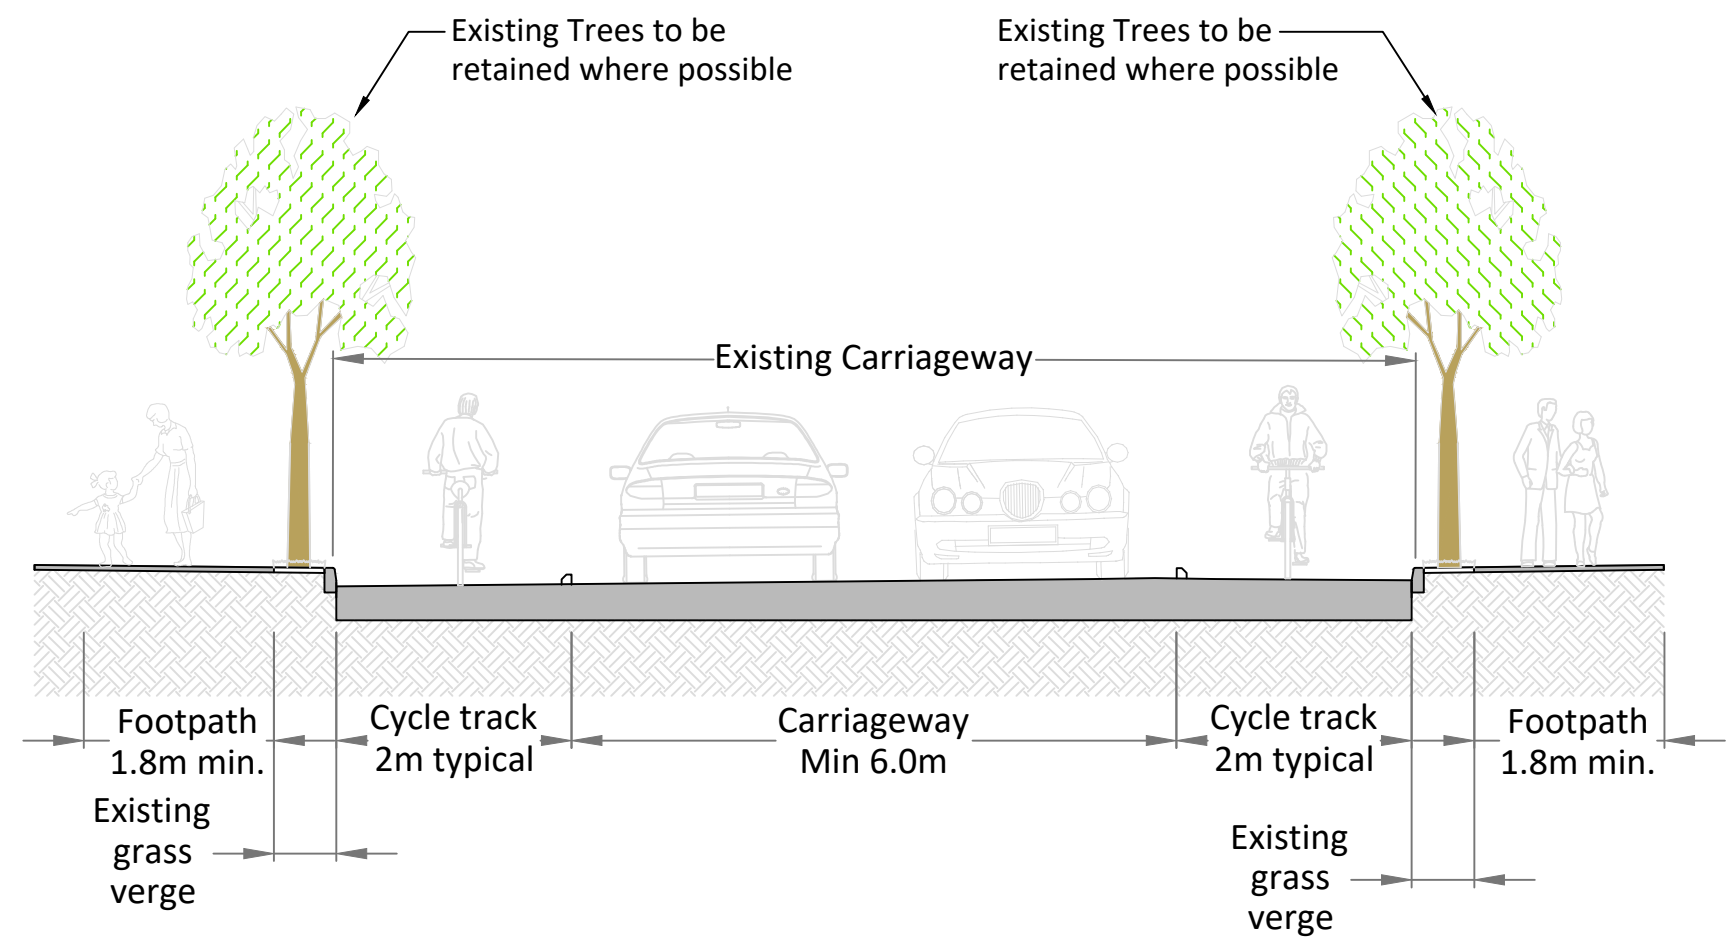 Existing Trees to be
retained where possible
Existing Trees to be
retained where possible
Existing Carriageway
Footpath
1.8m min.
Cycle track
2m typical
Carriageway
Min 6.0m
Cycle track
2m typical
Footpath
1.8m min.
Existing
grass
verge
Existing
grass
verge